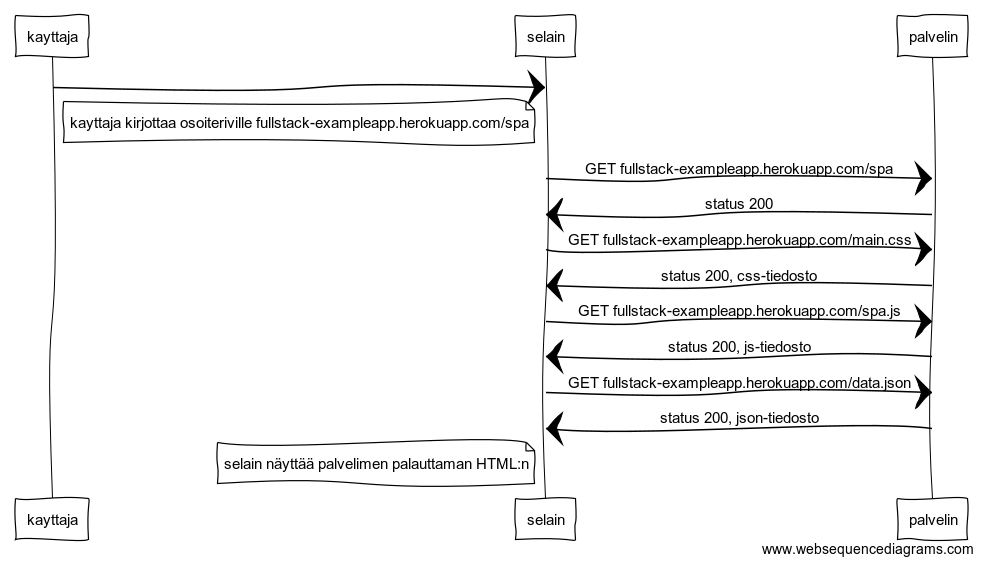 kayttaja
selain
palvelin
kayttaja kirjottaa osoiteriville fullstack-exampleapp.herokuapp.com/spa
GET fullstack-exampleapp.herokuapp.com/spa
status 200
GET fullstack-exampleapp.herokuapp.com/main.css
status 200, css-tiedosto
GET fullstack-exampleapp.herokuapp.com/spa.js
status 200, js-tiedosto
GET fullstack-exampleapp.herokuapp.com/data.json
status 200, json-tiedosto
selain näyttää palvelimen palauttaman HTML:n
kayttaja
selain
palvelin
www.websequencediagrams.com